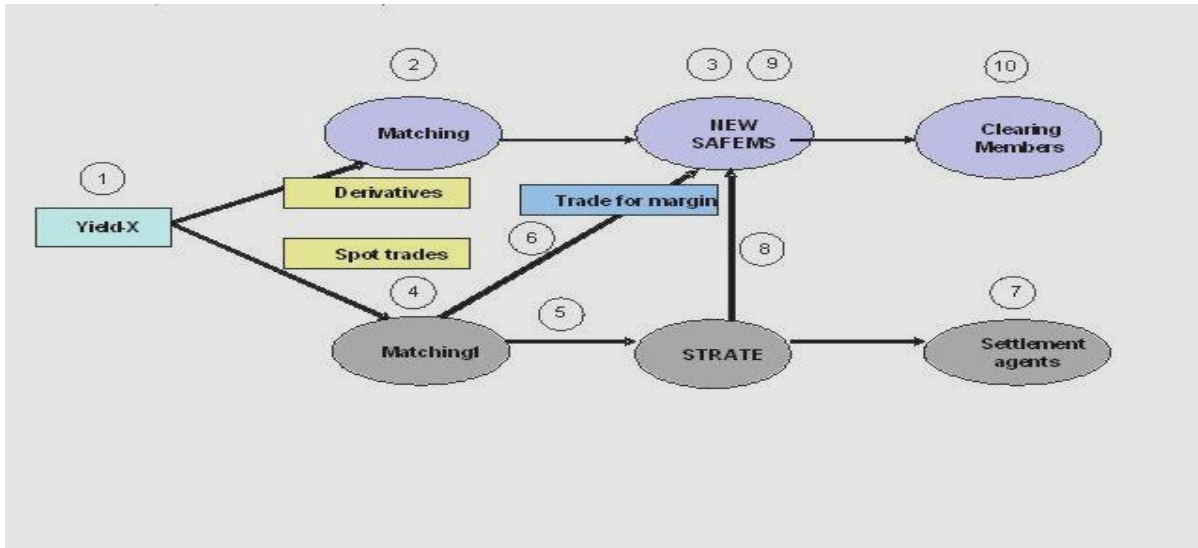 2
3
9
10
Matching
NEW
SAFEMS
Clearing
Members
1
Derivatives
Trade for margin
Yield-X
6
8
Spot trades
4
5
7
MatchingI
STRATE
Settlement
agents